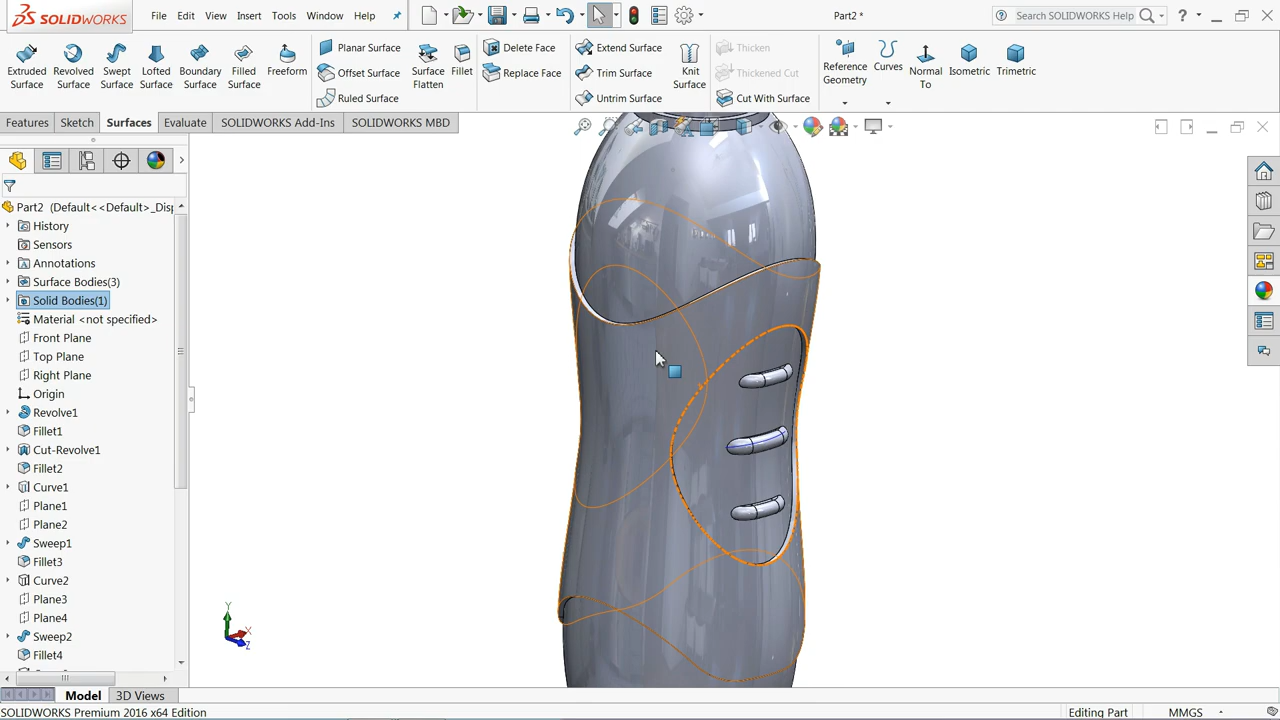 SOLIDWORKS
File Edit View Insert Tools Window Help
Part2 *
Search SOLIDWORKS Help
Extruded Surface
Revolved Surface
Swept Surface
Lofted Surface
Boundary Surface
Filled Surface
Freeform
Planar Surface
Offset Surface
Ruled Surface
Surface Flatten
Fillet
Delete Face
Replace Face
Extend Surface
Trim Surface
Untrim Surface
Knit Surface
Thicken
Thickened Cut
Cut With Surface
Reference Geometry
Curves
Normal To
Isometric
Trimetric
Features Sketch Surfaces Evaluate SOLIDWORKS Add-Ins SOLIDWORKS MBD
Part2 (Default<<Default>_Disp
History
Sensors
Annotations
Surface Bodies(3)
Solid Bodies(1)
Material <not specified>
Front Plane
Top Plane
Right Plane
Origin
Revolve1
Fillet1
Cut-Revolve1
Fillet2
Curve1
Plane1
Plane2
Sweep1
Fillet3
Curve2
Plane3
Plane4
Sweep2
Fillet4
Y
X
Z
Model 3D Views
SOLIDWORKS Premium 2016 x64 Edition
Editing Part
MMGS